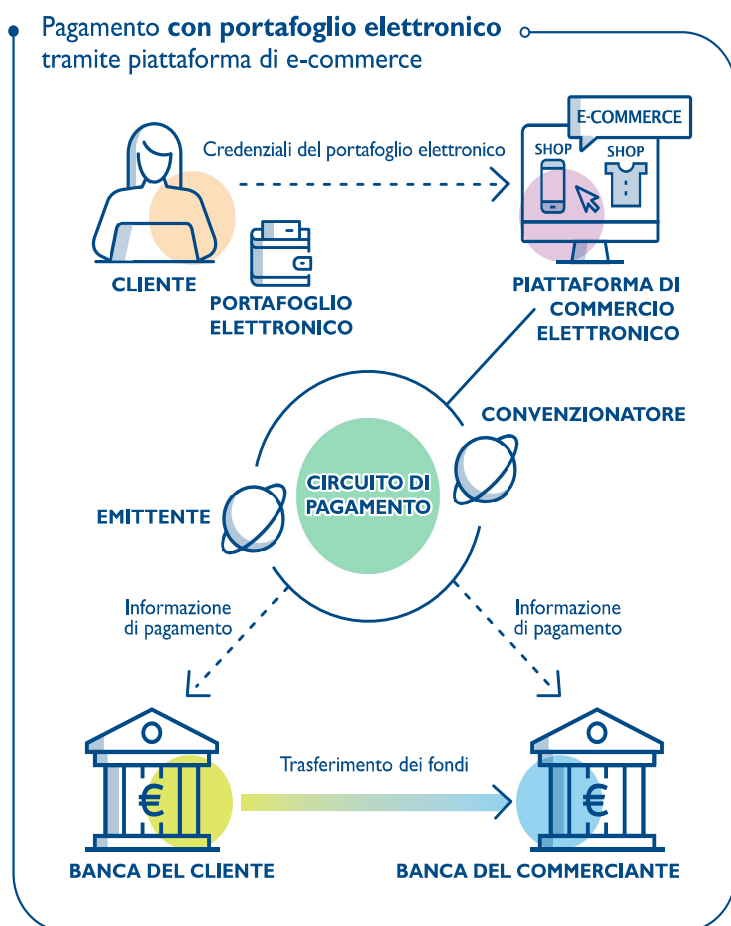 Pagamento con portafoglio elettronico
tramite piattaforma di e-commerce
E-COMMERCE
SHOP
SHOP
Credenziali del portafoglio elettronico
CLIENTE
PORTAFOGLIO
ELETTRONICO
PIATTAFORMA DI
COMMERCIO
ELETTRONICO
CONVENZIONATORE
CIRCUITO DI
PAGAMENTO
EMITTENTE
Informazione
di pagamento
Informazione
di pagamento
Trasferimento dei fondi
€
€
BANCA DEL CLIENTE
BANCA DEL COMMERCIANTE